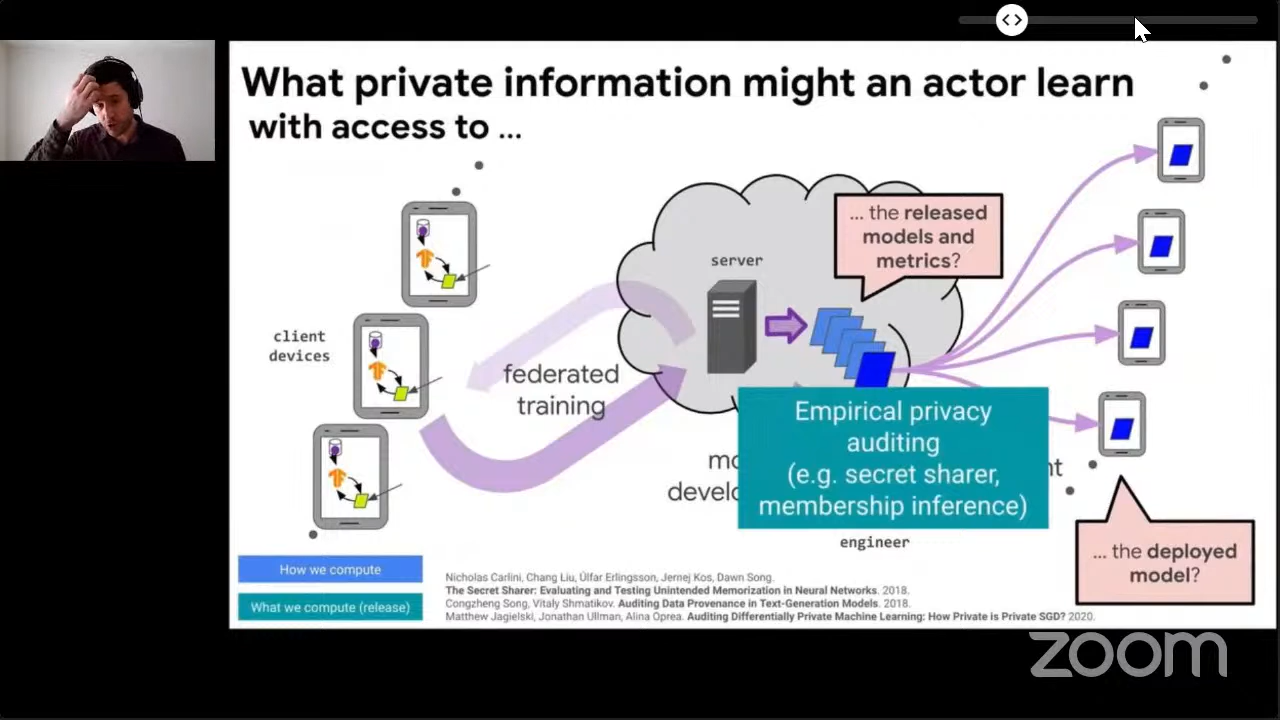 What private information might an actor learn
with access to ...
... the released
models and
metrics?
server
client
devices
federated
training
Empirical privacy
auditing
(e.g. secret sharer,
membership inference)
engineer
... the deployed
model?
How we compute
What we compute (release)
Nicholas Carlini, Chang Liu, Úlfar Erlingsson, Jernej Kos, Dawn Song.
The Secret Sharer: Evaluating and Testing Unintended Memorization in Neural Networks. 2018.
Congzheng Song, Vitaly Shmatikov. Auditing Data Provenance in Text-Generation Models. 2018.
Matthew Jagielski, Jonathan Ullman, Alina Oprea. Auditing Differentially Private Machine Learning: How Private is Private SGD? 2020.
zoom